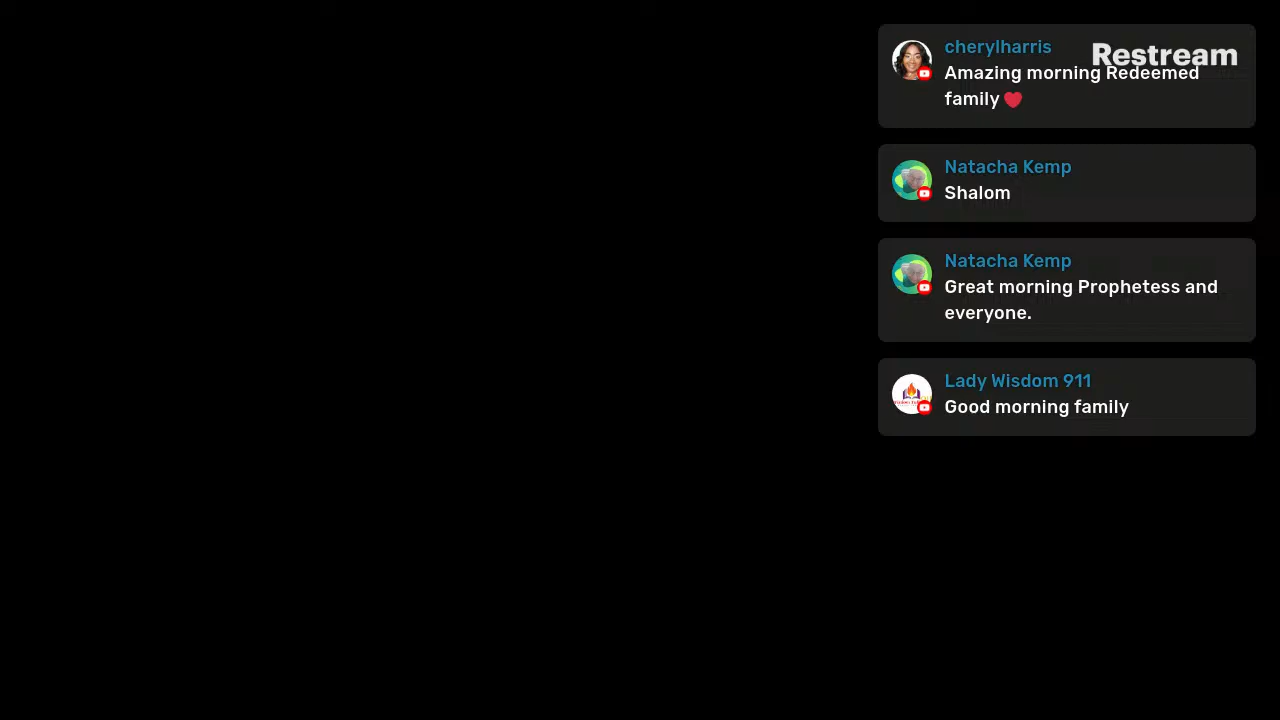 cherylharris
Restream
Amazing morning Redeemed
family
Natacha Kemp
Shalom
Natacha Kemp
Great morning Prophetess and
everyone.
Lady Wisdom 911
Good morning family